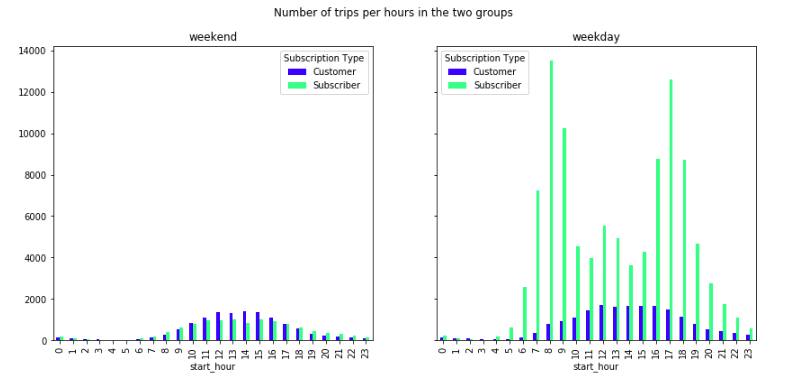 Number of trips per hours in the two groups
weekend
14000
12000
10000
8000
6000
4000
2000
0
Subscription Type
Customer
Subscriber
0 1 2 3 4 5 6 7 8 9 10 11 12 13 14 15 16 17 18 19 20 21 22 23
start_hour
weekday
Subscription Type
Customer
Subscriber
0 1 2 3 4 5 6 7 8 9 10 11 12 13 14 15 16 17 18 19 20 21 22 23
start_hour